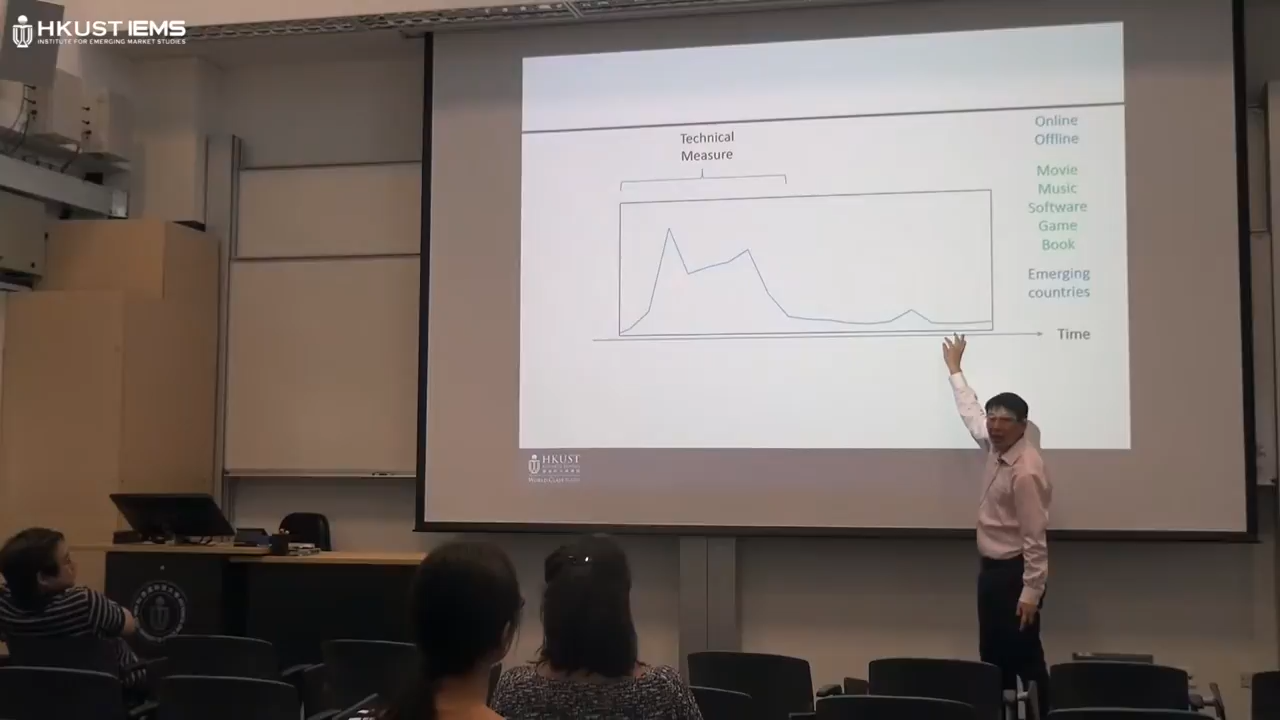 HKUST IEMS
INSTITUTE FOR EMERGING MARKET STUDIES
Technical
Measure
Online
Offline
Movie
Music
Software
Game
Book
Emerging
countries
Time
HKUST